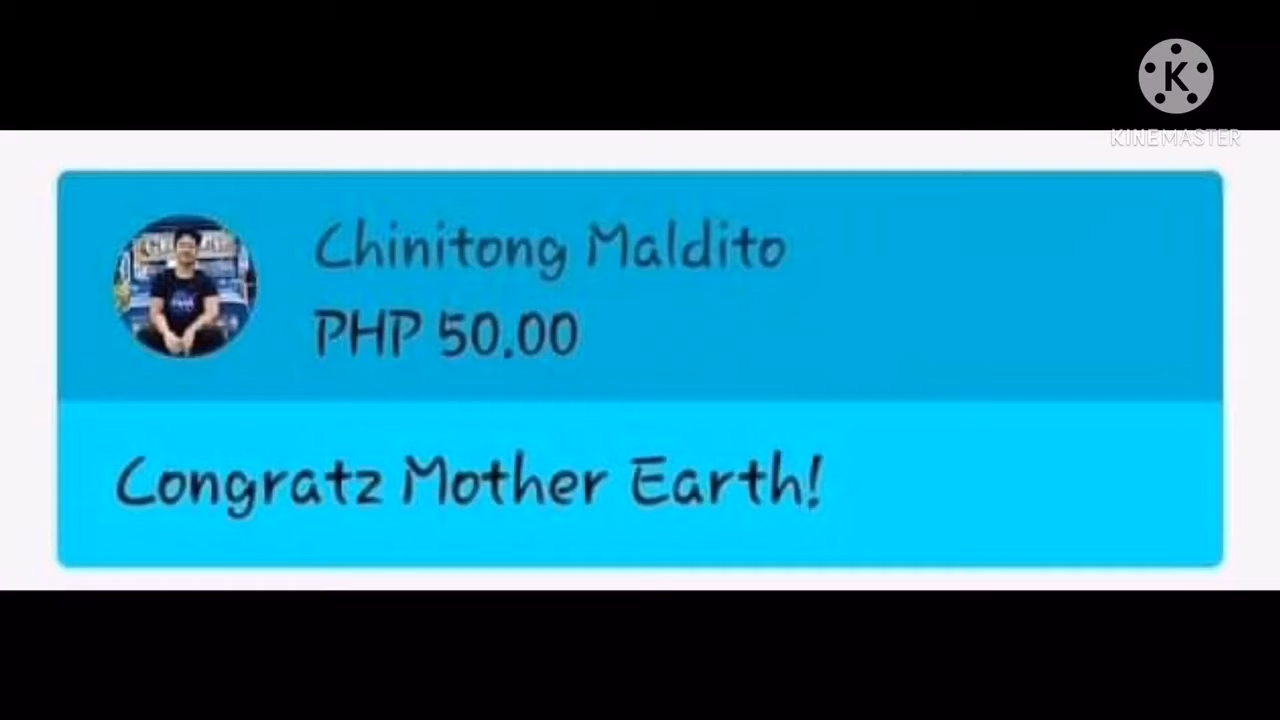 K
KINEMASTER
Chinitong Maldito
PHP 50.00
Congratz Mother Earth!